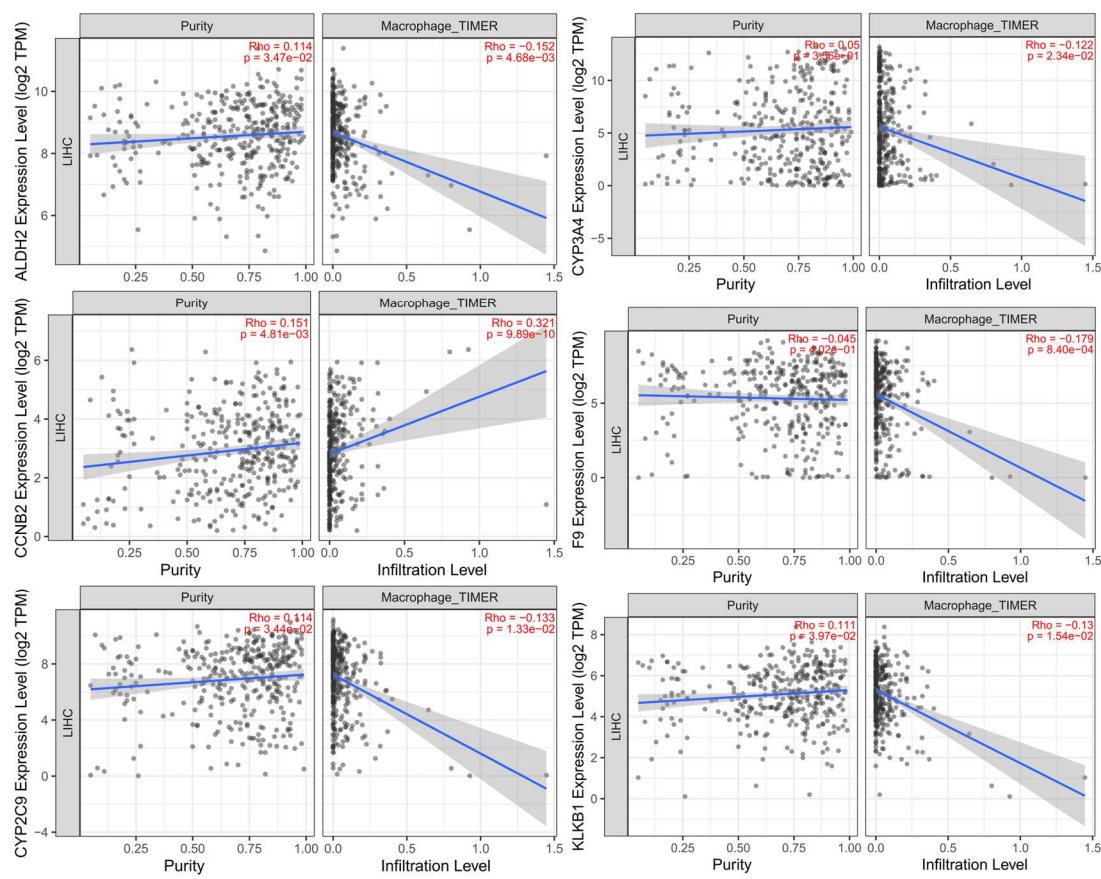 Purity
Macrophage_TIMER
ALDH2 Expression Level (log2 TPM)
LIHC
Rho = 0.114
p = 3.47e−02
Rho = −0.152
p = 4.68e−03
10
8
6
0.25
0.50
0.75
1.00
0.0
0.5
1.0
1.5
Purity
Macrophage_TIMER
CYP3A4 Expression Level (log2 TPM)
LIHC
Rho = 0.05
p = 3.56e−01
Rho = −0.122
p = 2.34e−02
10
5
0
−5
0.25
0.50
0.75
1.00
0.0
0.5
1.0
1.5
Purity
Infiltration Level
Purity
Macrophage_TIMER
CCNB2 Expression Level (log2 TPM)
LIHC
Rho = 0.151
p = 4.81e−03
Rho = 0.321
p = 9.89e−10
6
4
2
0
0.25
0.50
0.75
1.00
0.0
0.5
1.0
1.5
Purity
Infiltration Level
Purity
Macrophage_TIMER
F9 Expression Level (log2 TPM)
LIHC
Rho = −0.045
p = 4.02e−01
Rho = −0.179
p = 8.40e−04
5
0
0.25
0.50
0.75
1.00
0.0
0.5
1.0
1.5
Purity
Infiltration Level
Purity
Macrophage_TIMER
CYP2C9 Expression Level (log2 TPM)
LIHC
Rho = 0.114
p = 3.44e−02
Rho = −0.133
p = 1.33e−02
8
4
0
−4
0.25
0.50
0.75
1.00
0.0
0.5
1.0
1.5
Purity
Infiltration Level
Purity
Macrophage_TIMER
KLKB1 Expression Level (log2 TPM)
LIHC
Rho = 0.111
p = 3.97e−02
Rho = −0.13
p = 1.54e−02
8
6
4
2
0
0.25
0.50
0.75
1.00
0.0
0.5
1.0
1.5
Purity
Infiltration Level